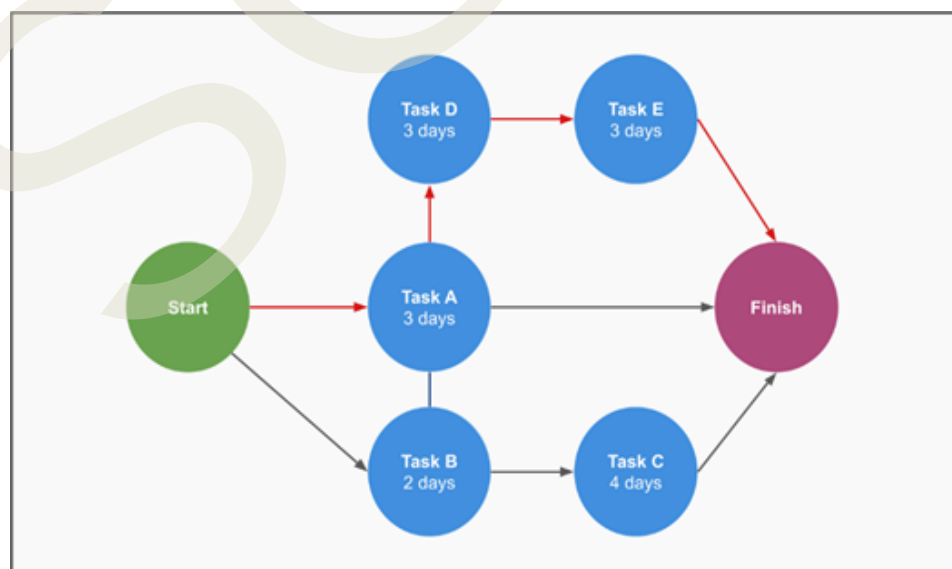 Task D
3 days
Task E
3 days
Start
Task A
3 days
Finish
Task B
2 days
Task C
4 days